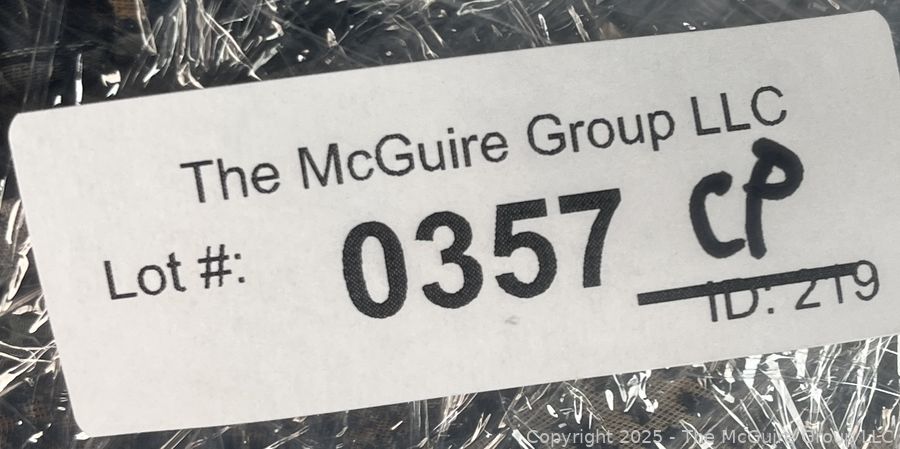 The McGuire Group LLC
CP
Lot #: 0357
ID: 219
Copyright 2025 - The McGuire Group LLC